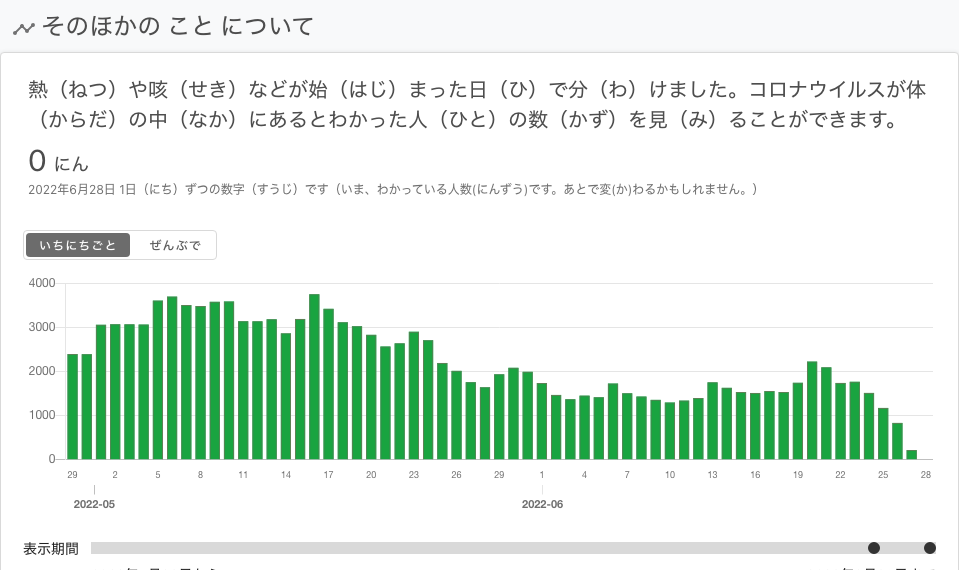 そのほかの こと について
熱（ねつ）や咳（せき）などが始（はじ）まった日（ひ）で分（わ）けました。コロナウイルスが体
（からだ）の中（なか）にあるとわかった人（ひと）の数（かず）を見（み）ることができます。
0 にん
2022年6月28日 1日（にち）ずつの数字（すうじ）です（いま、わかっている人数(にんずう)です。あとで変(か)わるかもしれません。）
いちにちごと ぜんぶで
4000
3000
2000
1000
0
29 2 5 8 11 14 17 20 23 26 29 1 4 7 10 13 16 19 22 25 28
2022-05 2022-06
表示期間